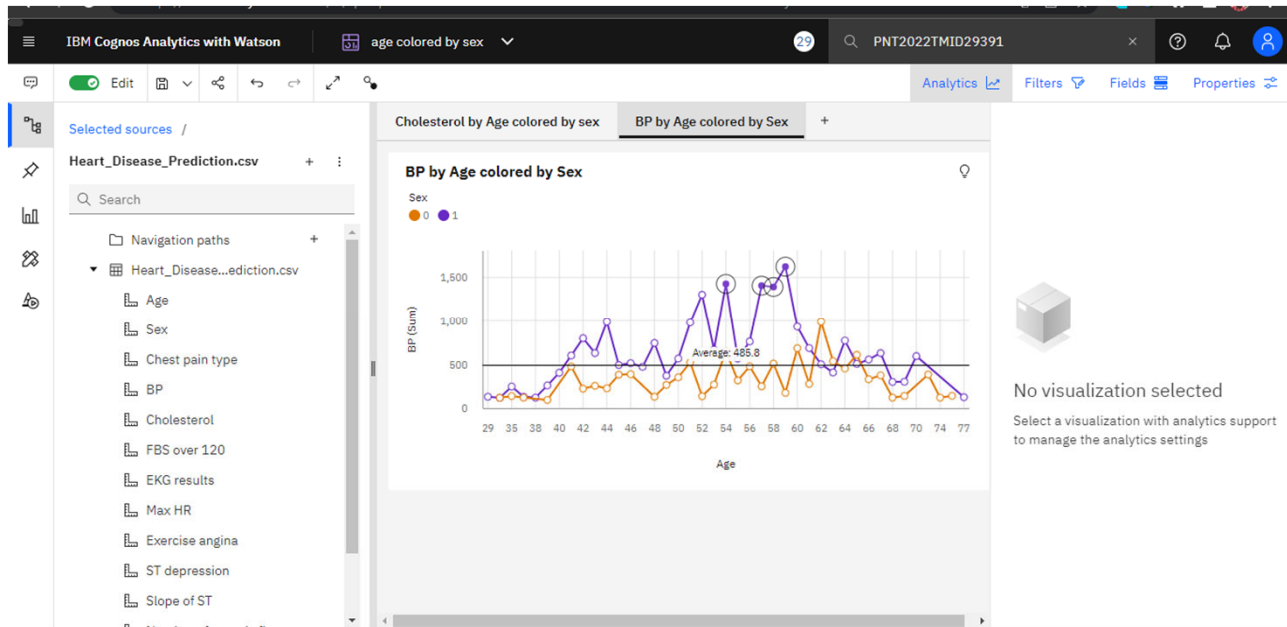 IBM Cognos Analytics with Watson
age colored by sex
29
PNT2022TMID29391
Edit
Analytics
Filters
Fields
Properties
Selected sources /
Heart_Disease_Prediction.csv
Search
Navigation paths
Heart_Disease...ediction.csv
Age
Sex
Chest pain type
BP
Cholesterol
FBS over 120
EKG results
Max HR
Exercise angina
ST depression
Slope of ST
Cholesterol by Age colored by sex
BP by Age colored by Sex
BP by Age colored by Sex
Sex
0 1
BP (Sum)
1,500
1,000
500
0
Average: 485.8
29 35 38 40 42 44 46 48 50 52 54 56 58 60 62 64 66 68 70 74 77
Age
No visualization selected
Select a visualization with analytics support
to manage the analytics settings